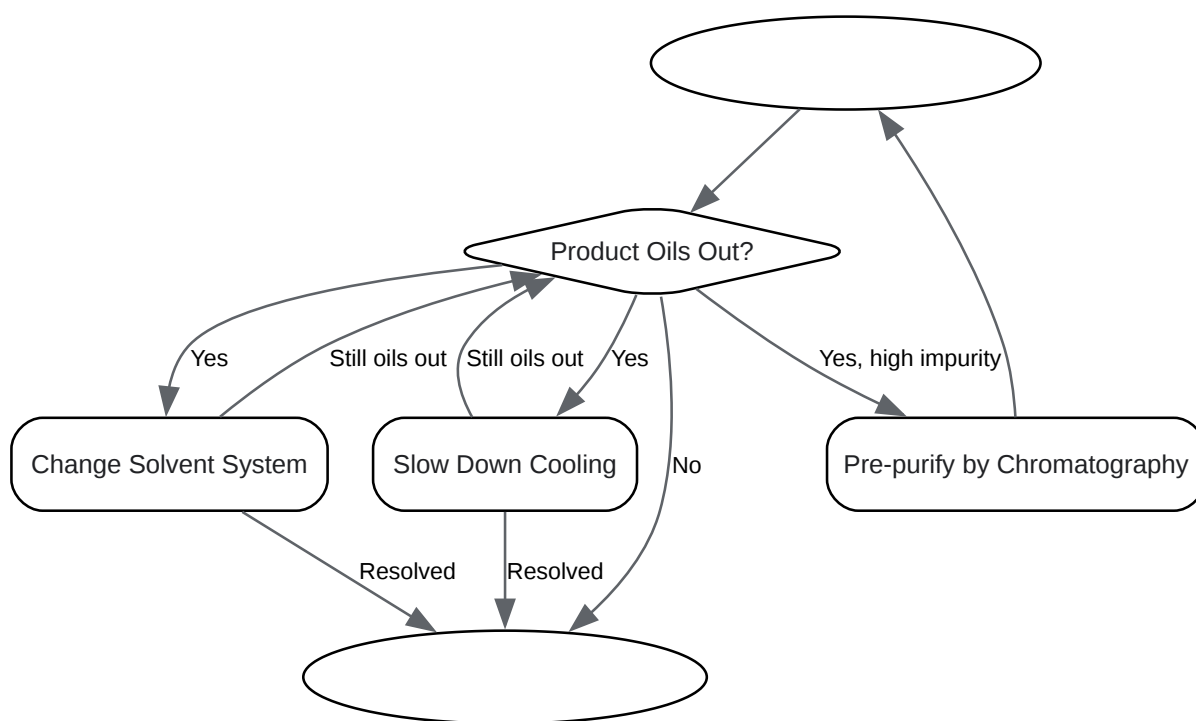 Product Oils Out?
Yes
Still oils out
Still oils out
Yes
Yes, high impurity
Change Solvent System
Slow Down Cooling
No
Pre-purify by Chromatography
Resolved
Resolved